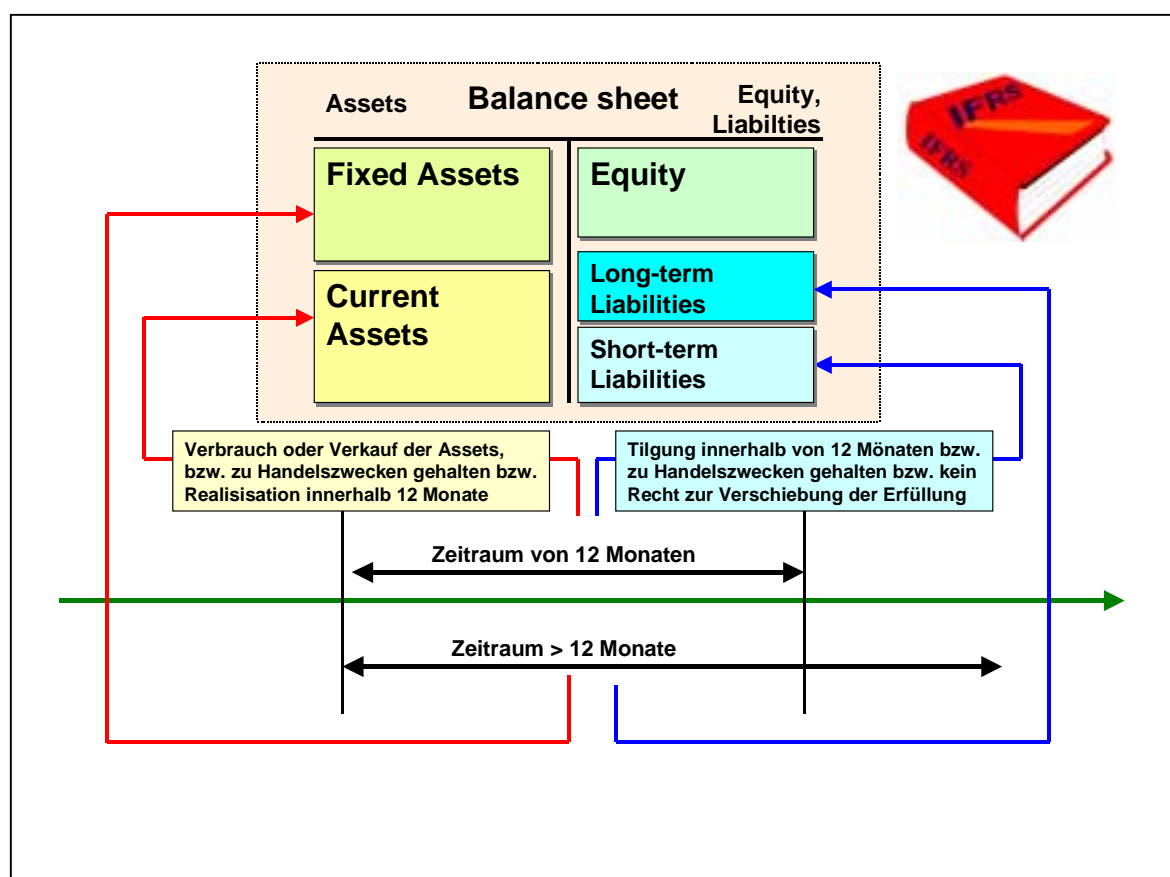 Assets
Balance sheet
Equity,
Liabilties
IFRS
IFRS
Fixed Assets
Equity
Current
Assets
Long-term
Liabilities
Short-term
Liabilities
Verbrauch oder Verkauf der Assets,
bzw. zu Handelszwecken gehalten bzw.
Realisisation innerhalb 12 Monate
Tilgung innerhalb von 12 Mönaten bzw.
zu Handelszwecken gehalten bzw. kein
Recht zur Verschiebung der Erfüllung
Zeitraum von 12 Monaten
Zeitraum > 12 Monate